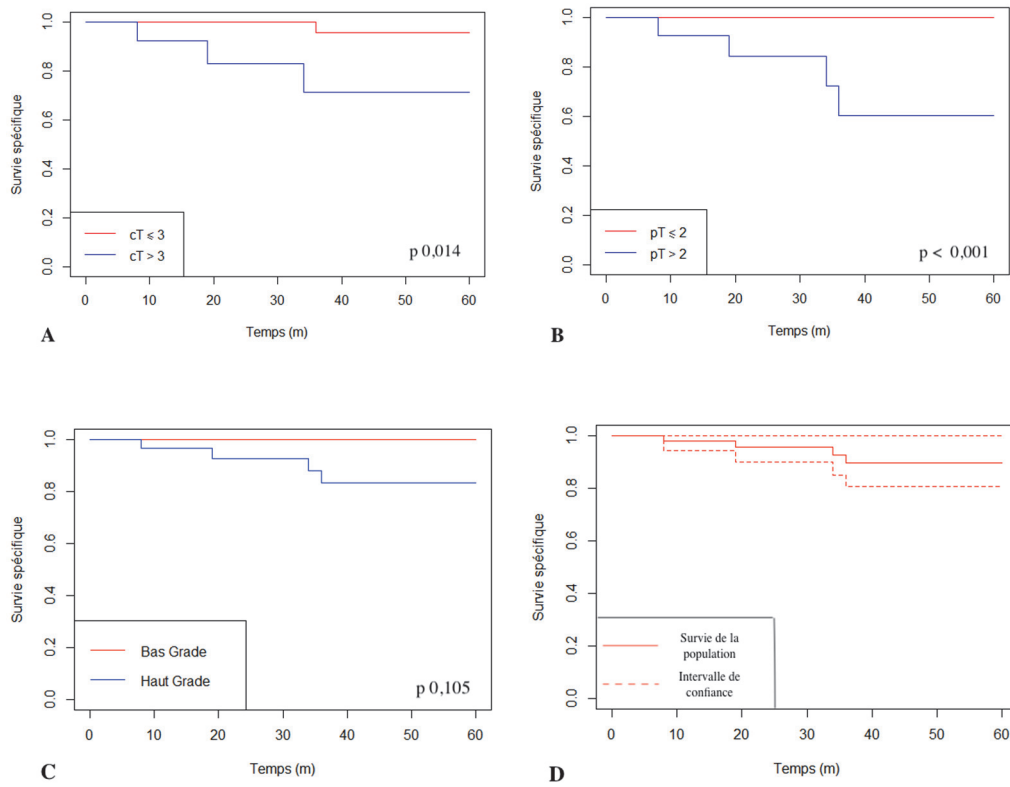 Survie spécifique
0.0 0.2 0.4 0.6 0.8 1.0
cT ⩽ 3
cT > 3
p 0,014
0 10 20 30 40 50 60
Temps (m)
A
Survie spécifique
0.0 0.2 0.4 0.6 0.8 1.0
pT ⩽ 2
pT > 2
p < 0,001
0 10 20 30 40 50 60
Temps (m)
B
Survie spécifique
0.0 0.2 0.4 0.6 0.8 1.0
Bas Grade
Haut Grade
p 0,105
0 10 20 30 40 50 60
Temps (m)
C
Survie spécifique
0.0 0.2 0.4 0.6 0.8 1.0
Survie de la
population
Intervalle de
confiance
0 10 20 30 40 50 60
Temps (m)
D